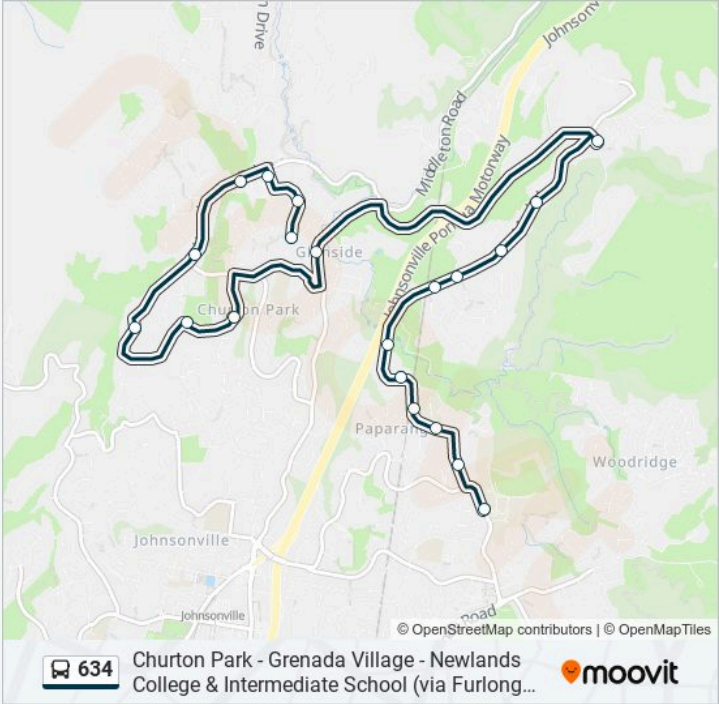 n Drive
Johnsonv
Middleton Road
Johnsonville Porirua Motorway
Glenside
Churton Park
Paparangi
Woodridge
Johnsonville
Johnsonville
Road
© OpenStreetMap contributors | © OpenMapTiles
634
Churton Park - Grenada Village - Newlands
College & Intermediate School (via Furlong…
moovit